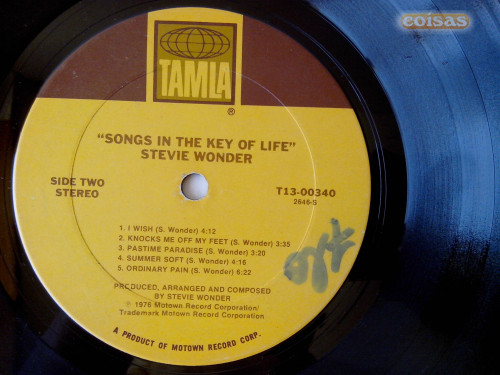 coisas
TAMLA
®
"SONGS IN THE KEY OF LIFE"
STEVIE WONDER
SIDE TWO
STEREO
T13-00340
2646-S
1. I WISH (S. Wonder) 4:12
2. KNOCKS ME OFF MY FEET (S. Wonder) 3:35
3. PASTIME PARADISE (S. Wonder) 3:20
4. SUMMER SOFT (S. Wonder) 4:16
5. ORDINARY PAIN (S. Wonder) 6:22
PRODUCED, ARRANGED AND COMPOSED
BY STEVIE WONDER
℗ 1976 Motown Record Corporation/
Trademark Motown Record Corporation
A PRODUCT OF MOTOWN RECORD CORP.